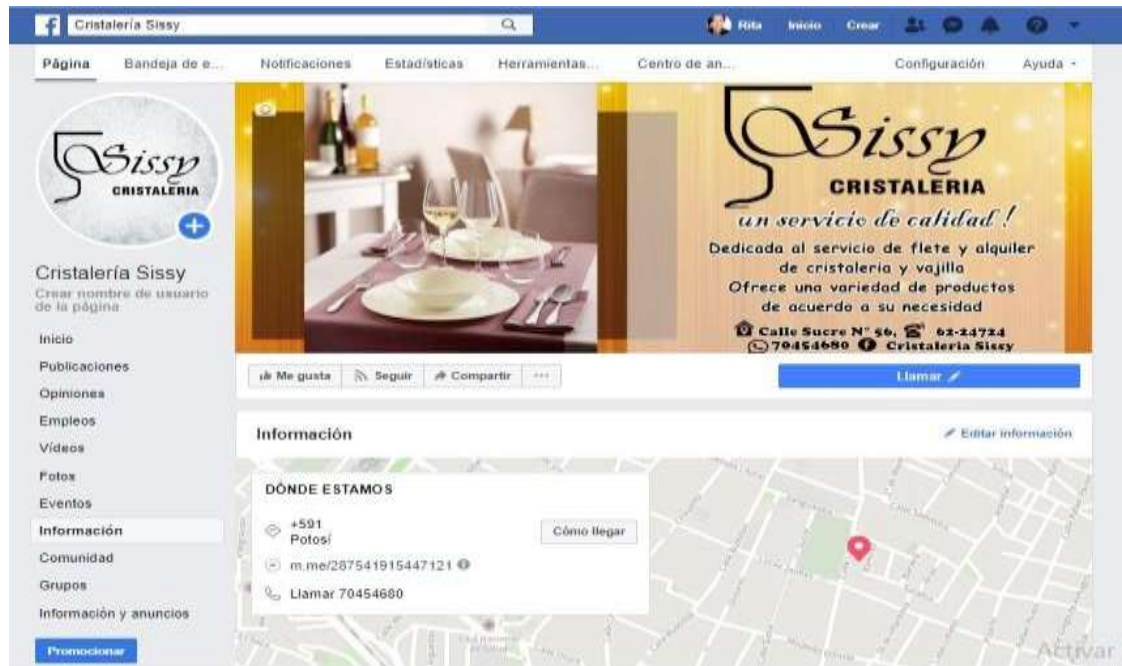 Cristalería Sissy
Rita Inicio Crear
Página Bandeja de e... Notificaciones Estadísticas Herramientas... Centro de an... Configuración Ayuda
Sissy
CRISTALERIA
Cristalería Sissy
Crear nombre de usuario
de la página
Inicio
Publicaciones
Opiniones
Empleos
Vídeos
Fotos
Eventos
Información
Comunidad
Grupos
Información y anuncios
Promocionar
Sissy
CRISTALERIA
un servicio de calidad!
Dedicada al servicio de flete y alquiler
de cristaleria y vajilla
Ofrece una variedad de productos
de acuerdo a su necesidad
Calle Sucre N° 56, 62-24724
70454680 Cristaleria Sissy
Me gusta Seguir Compartir ...
Llamar
Información
Editar información
DÓNDE ESTAMOS
+591
Potosí
Cómo llegar
m.me/287541915447121
Llamar 70454680
Activar